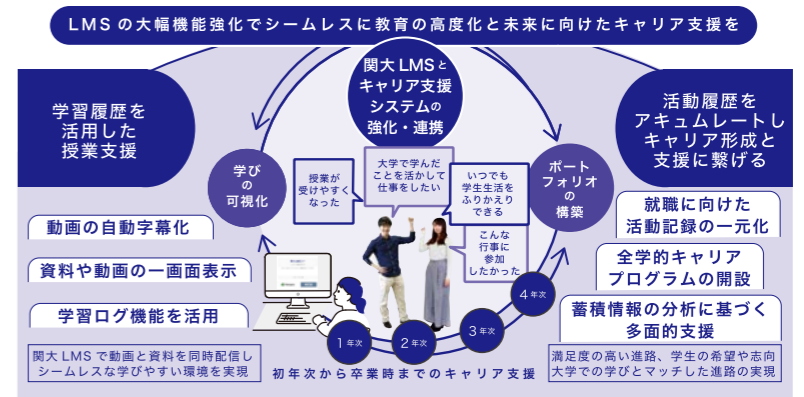 LMSの大幅機能強化でシームレスに教育の高度化と未来に向けたキャリア支援を
関大LMSと
キャリア支援
システムの
強化・連携
学習履歴を
活用した
授業支援
活動履歴を
アキュムレートし
キャリア形成と
支援に繋げる
学び
の
可視化
授業が
受けやすく
なった
大学で学んだ
ことを活かして
仕事をしたい
いつでも
学生生活を
ふりかえり
できる
こんな
行事に
参加
したかった
ポート
フォリオ
の
構築
動画の自動字幕化
資料や動画の一画面表示
学習ログ機能を活用
関大LMSで動画と資料を同時配信し
シームレスな学びやすい環境を実現
就職に向けた
活動記録の一元化
全学的キャリア
プログラムの開設
蓄積情報の分析に基づく
多面的支援
満足度の高い進路、学生の希望や志向
大学での学びとマッチした進路の実現
1年次
2年次
3年次
4年次
初年次から卒業時までのキャリア支援